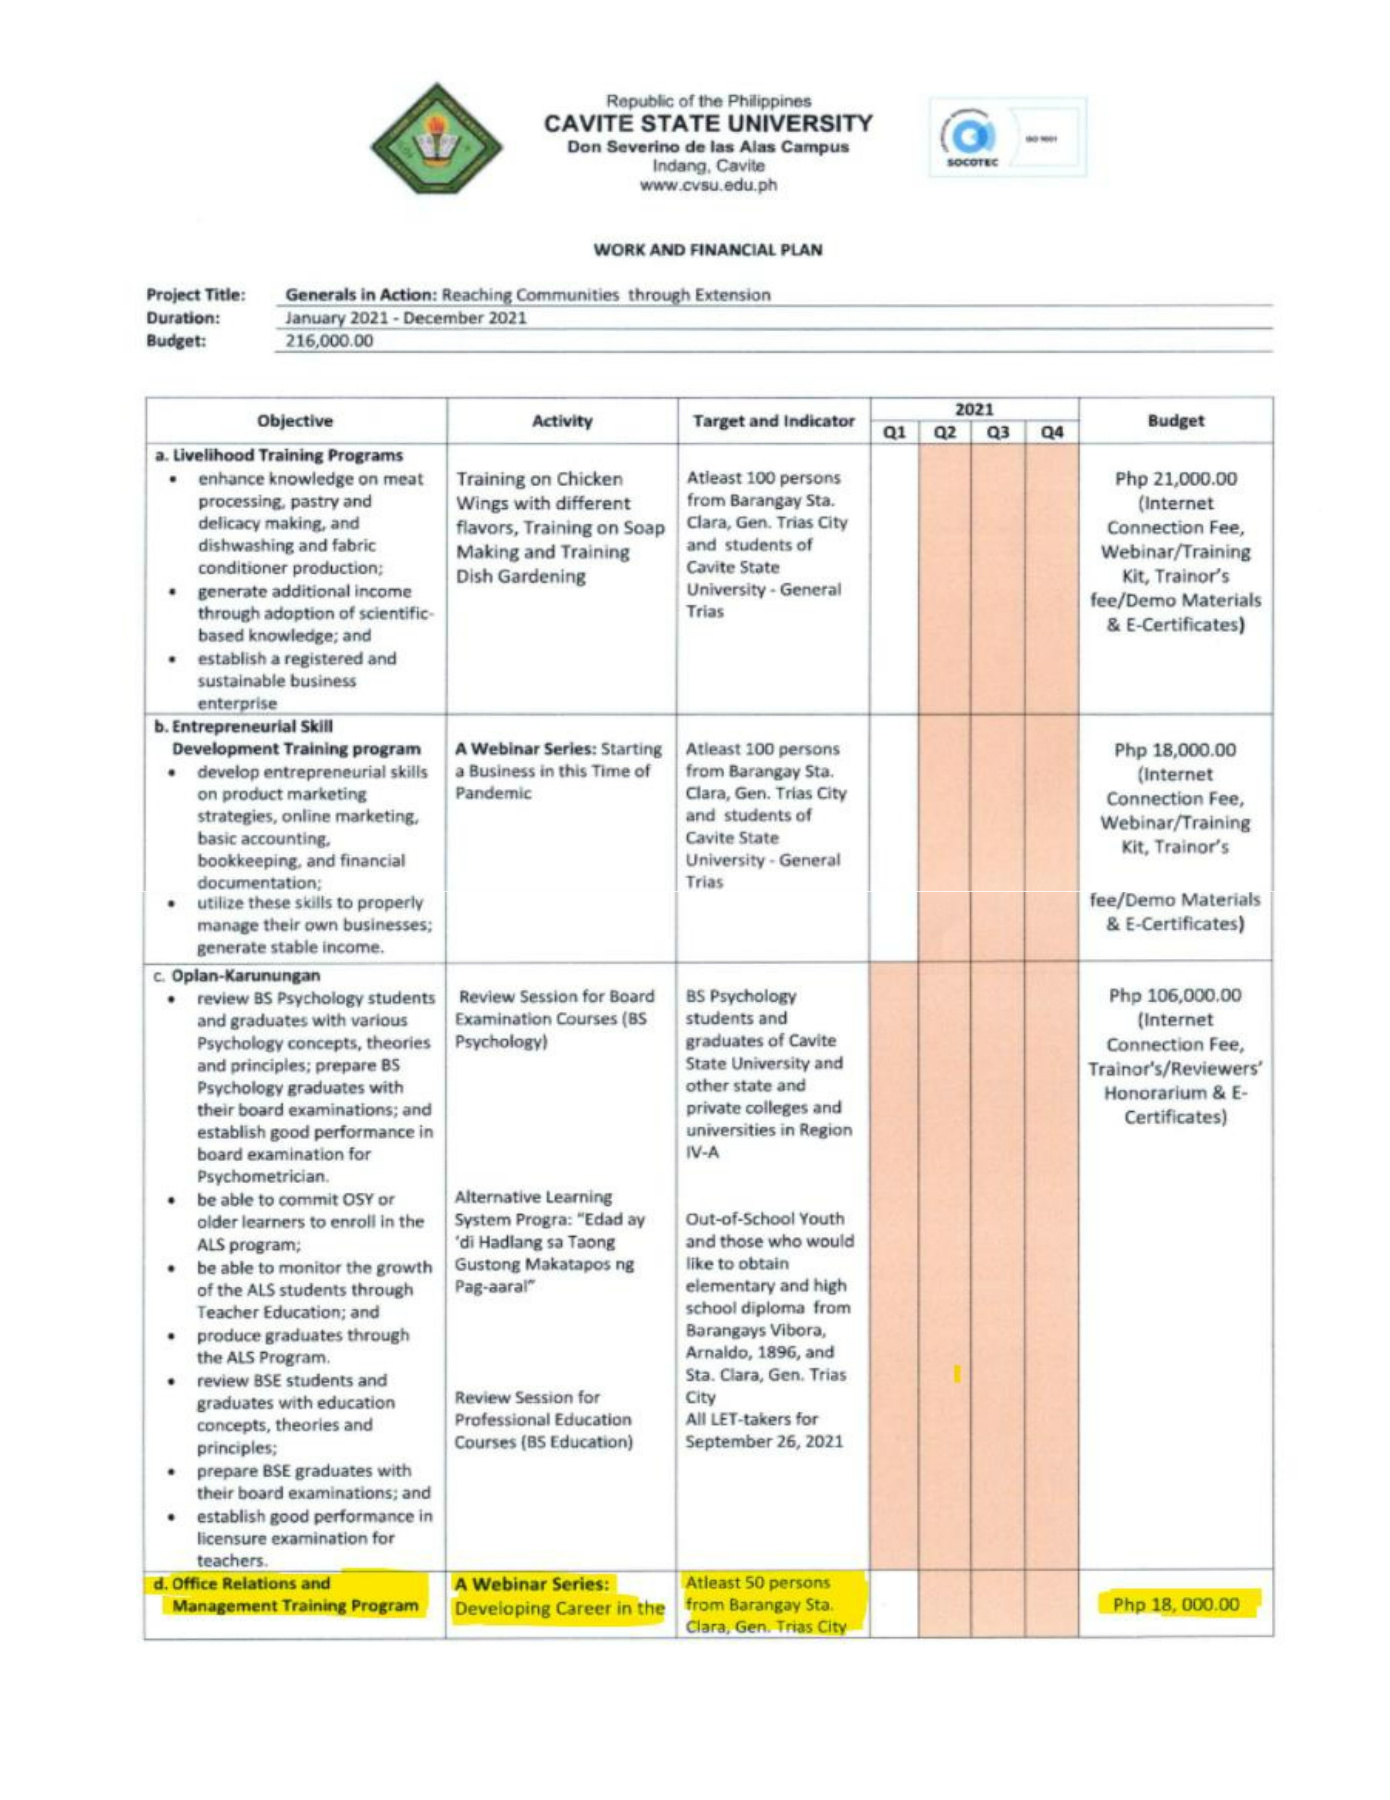 Republic of the Philippines
CAVITE STATE UNIVERSITY
Don Severino de las Alas Campus
Indang, Cavite
www.cvsu.edu.ph
SOCOTEC
ISO 9001
WORK AND FINANCIAL PLAN
Project Title: Generals in Action: Reaching Communities through Extension
Duration: January 2021 - December 2021
Budget: 216,000.00
Objective
Activity
Target and Indicator
2021
Q1 Q2 Q3 Q4
Budget
a. Livelihood Training Programs
• enhance knowledge on meat
processing, pastry and
delicacy making, and
dishwashing and fabric
conditioner production;
• generate additional income
through adoption of scientific-
based knowledge; and
• establish a registered and
sustainable business
enterprise
Training on Chicken
Wings with different
flavors, Training on Soap
Making and Training
Dish Gardening
Atleast 100 persons
from Barangay Sta.
Clara, Gen. Trias City
and students of
Cavite State
University - General
Trias
Php 21,000.00
(Internet
Connection Fee,
Webinar/Training
Kit, Trainor's
fee/Demo Materials
& E-Certificates)
b. Entrepreneurial Skill
Development Training program
• develop entrepreneurial skills
on product marketing
strategies, online marketing,
basic accounting,
bookkeeping, and financial
documentation;
• utilize these skills to properly
manage their own businesses;
generate stable income.
A Webinar Series: Starting
a Business in this Time of
Pandemic
Atleast 100 persons
from Barangay Sta.
Clara, Gen. Trias City
and students of
Cavite State
University - General
Trias
Php 18,000.00
(Internet
Connection Fee,
Webinar/Training
Kit, Trainor's
fee/Demo Materials
& E-Certificates)
c. Oplan-Karunungan
• review BS Psychology students
and graduates with various
Psychology concepts, theories
and principles; prepare BS
Psychology graduates with
their board examinations; and
establish good performance in
board examination for
Psychometrician.
• be able to commit OSY or
older learners to enroll in the
ALS program;
• be able to monitor the growth
of the ALS students through
Teacher Education; and
• produce graduates through
the ALS Program.
• review BSE students and
graduates with education
concepts, theories and
principles;
• prepare BSE graduates with
their board examinations; and
• establish good performance in
licensure examination for
teachers.
Review Session for Board
Examination Courses (BS
Psychology)
Alternative Learning
System Progra: "Edad ay
'di Hadlang sa Taong
Gustong Makatapos ng
Pag-aaral"
Review Session for
Professional Education
Courses (BS Education)
BS Psychology
students and
graduates of Cavite
State University and
other state and
private colleges and
universities in Region
IV-A
Out-of-School Youth
and those who would
like to obtain
elementary and high
school diploma from
Barangays Vibora,
Arnaldo, 1896, and
Sta. Clara, Gen. Trias
City
All LET-takers for
September 26, 2021
Php 106,000.00
(Internet
Connection Fee,
Trainor's/Reviewers'
Honorarium & E-
Certificates)
d. Office Relations and
Management Training Program
A Webinar Series:
Developing Career in the
Atleast 50 persons
from Barangay Sta.
Clara, Gen. Trias City
Php 18, 000.00